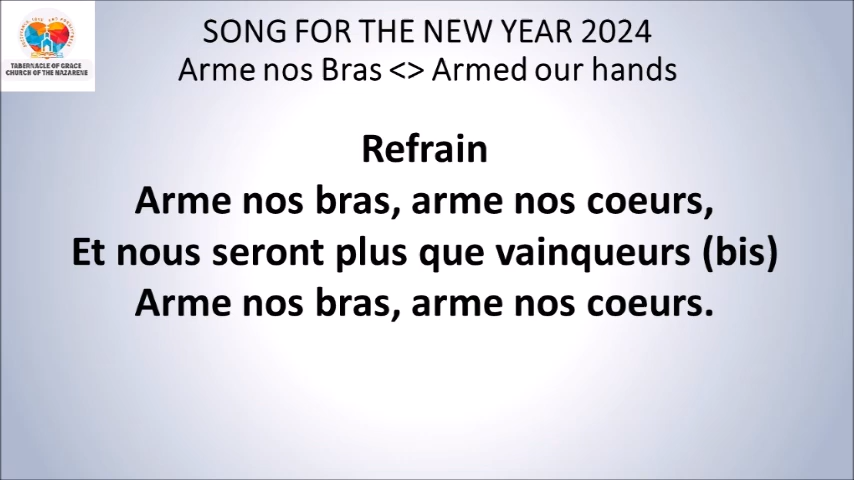 SONG FOR THE NEW YEAR 2024
Arme nos Bras <> Armed our hands
TABERNACLE OF GRACE
CHURCH OF THE NAZARENE
Refrain
Arme nos bras, arme nos coeurs,
Et nous seront plus que vainqueurs (bis)
Arme nos bras, arme nos coeurs.